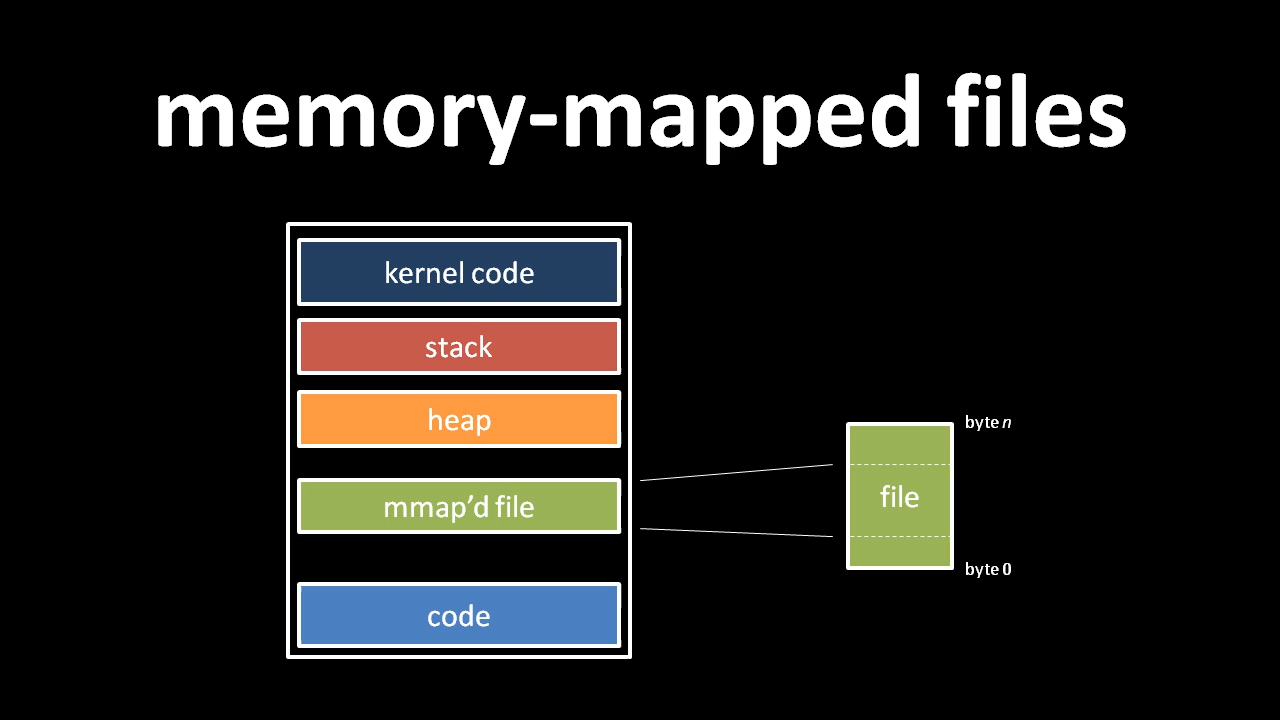 memory-mapped files
kernel code
stack
heap
mmap’d file
code
byte n
file
byte 0